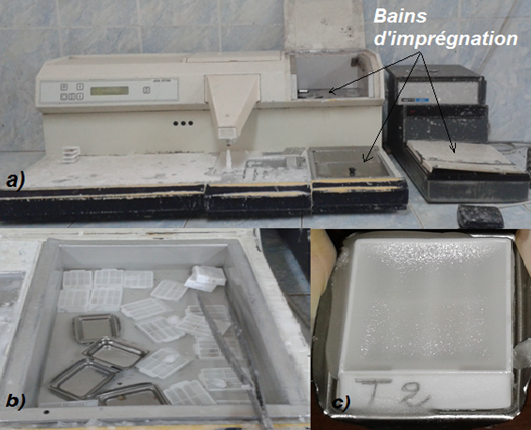 Bains
d'imprégnation
a)
b)
c)
T2